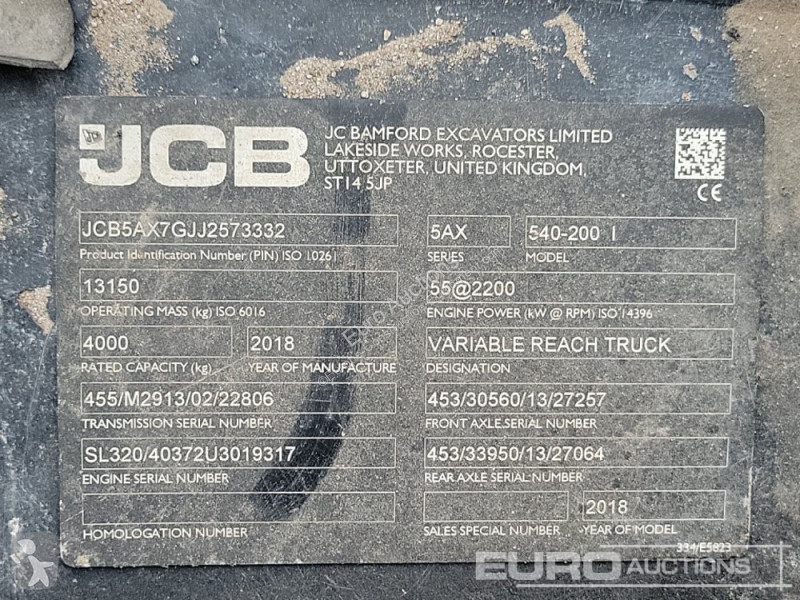 JCB
JC BAMFORD EXCAVATORS LIMITED
LAKESIDE WORKS, ROCESTER,
UTTOXETER, UNITED KINGDOM,
ST14 5JP
CE
JCB5AX7GJJ2573332
Product Identification Number (PIN) ISO 10261
5AX
SERIES
540-200 I
MODEL
13150
OPERATING MASS (kg) ISO 6016
55@2200
ENGINE POWER (kW @ RPM) ISO 14396
4000
RATED CAPACITY (kg)
2018
YEAR OF MANUFACTURE
VARIABLE REACH TRUCK
DESIGNATION
455/M2913/02/22806
TRANSMISSION SERIAL NUMBER
453/30560/13/27257
FRONT AXLE SERIAL NUMBER
SL320/40372U3019317
ENGINE SERIAL NUMBER
453/33950/13/27064
REAR AXLE SERIAL NUMBER
HOMOLOGATION NUMBER
SALES SPECIAL NUMBER
2018
YEAR OF MODEL
334/E5823
EURO AUCTIONS